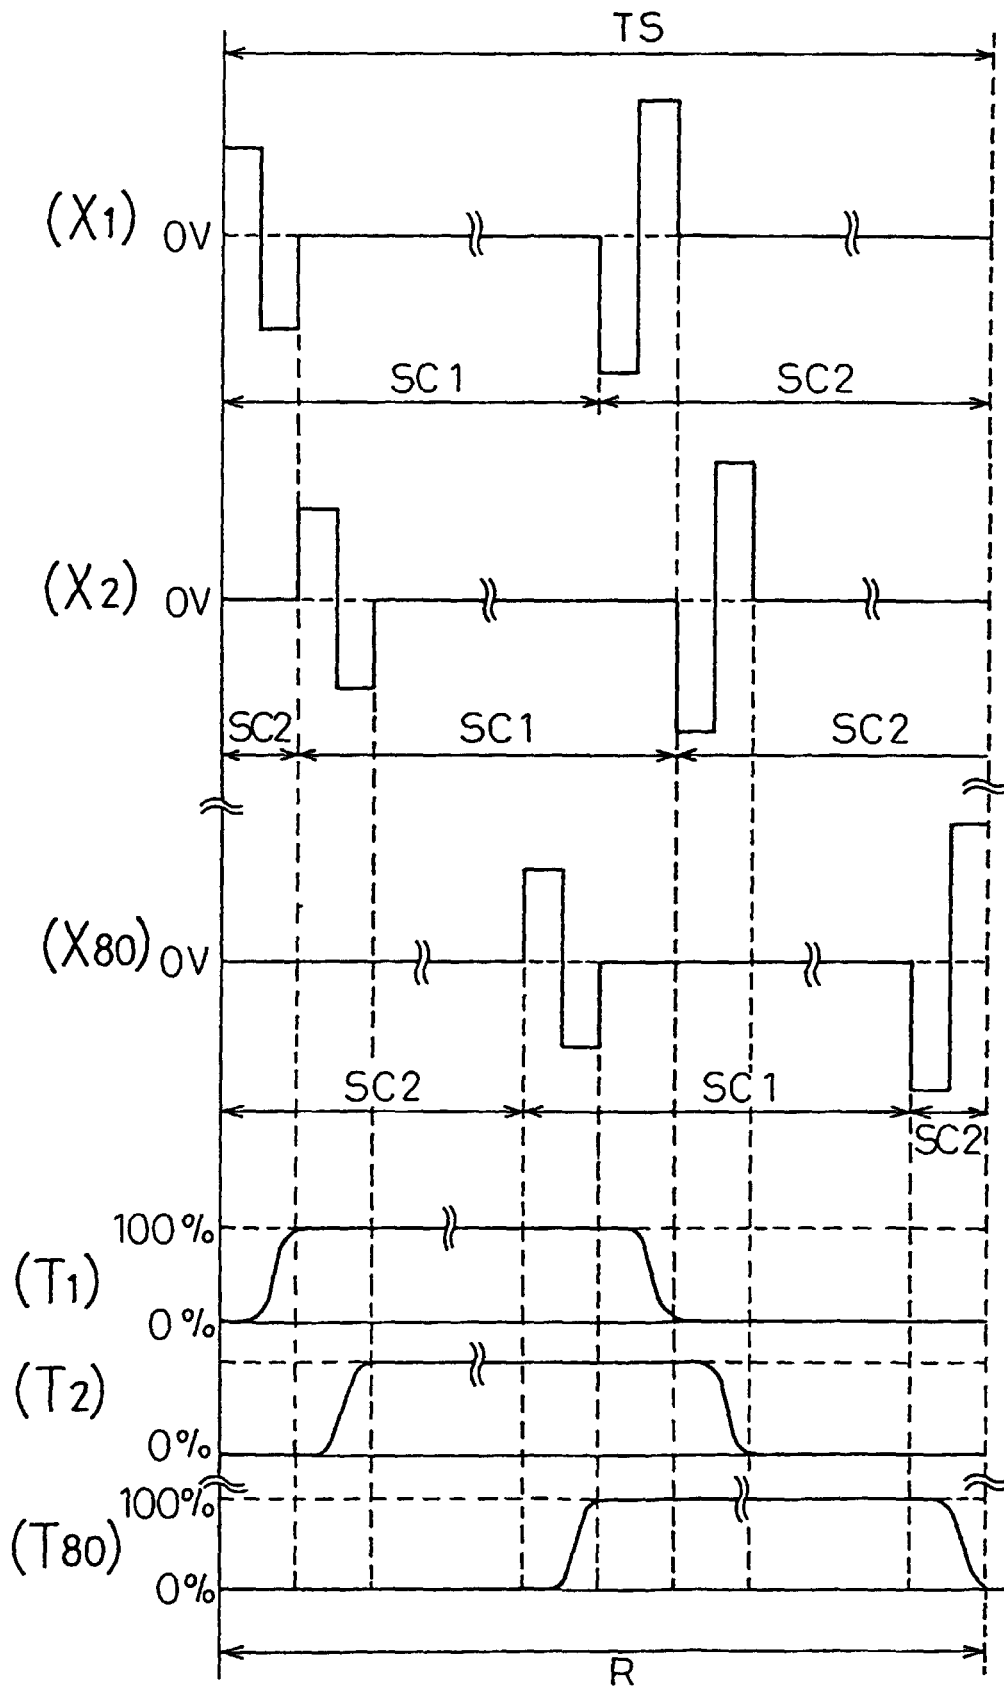 TS
(X1) 0V
SC1 SC2
(X2) 0V
SC2 SC1 SC2
(X80) 0V
SC2 SC1
SC2
100%
(T1)
0%
(T2)
0%
100%
(T80)
0%
R